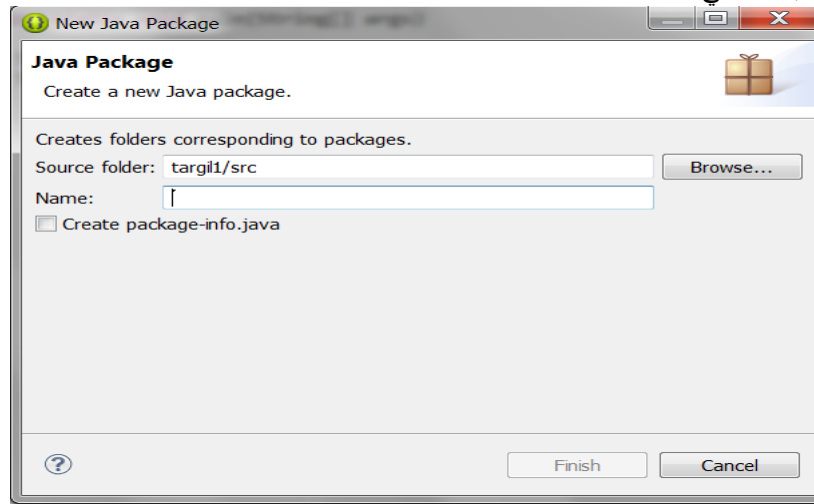 New Java Package
Java Package
Create a new Java package.
Creates folders corresponding to packages.
Source folder: targil1/src Browse...
Name:
Create package-info.java
Finish Cancel